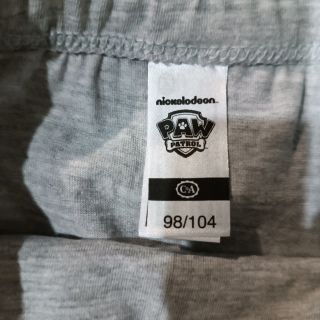 nickelodeon
PAW
PATROL
C&A
98/104